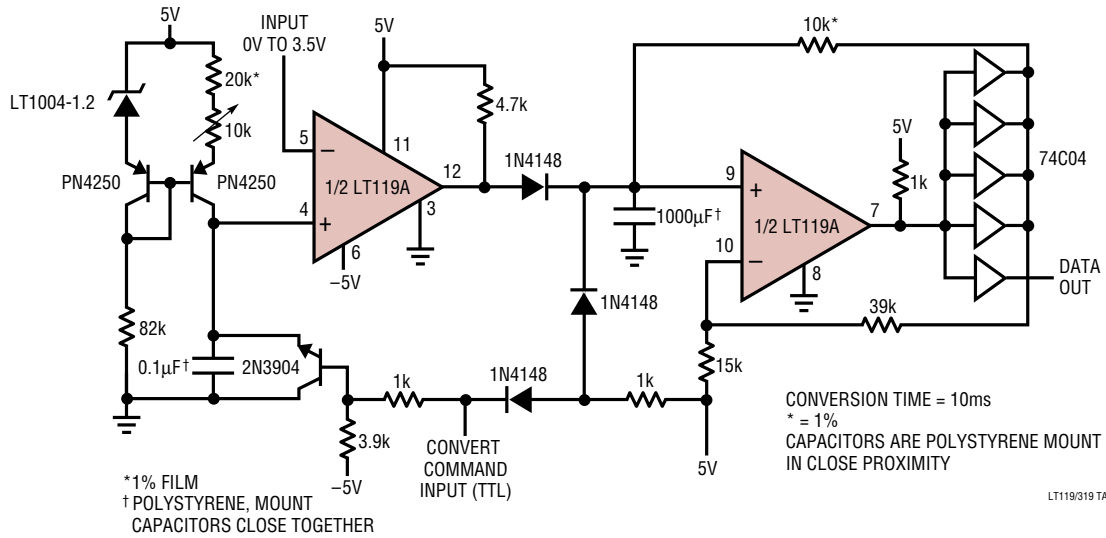 5V
INPUT
0V TO 3.5V
5V
10k*
20k*
LT1004-1.2
10k
4.7k
5
–
11
12
1N4148
PN4250
PN4250
1/2 LT119A
4
+
3
6
–5V
1000µF†
9
+
1/2 LT119A
10
–
7
8
5V
1k
74C04
DATA
OUT
39k
1N4148
82k
0.1µF†
2N3904
1k
1N4148
1k
15k
3.9k
–5V
CONVERT
COMMAND
INPUT (TTL)
5V
CONVERSION TIME = 10ms
* = 1%
CAPACITORS ARE POLYSTYRENE MOUNT
IN CLOSE PROXIMITY
*1% FILM
† POLYSTYRENE, MOUNT
CAPACITORS CLOSE TOGETHER
LT119/319 TA